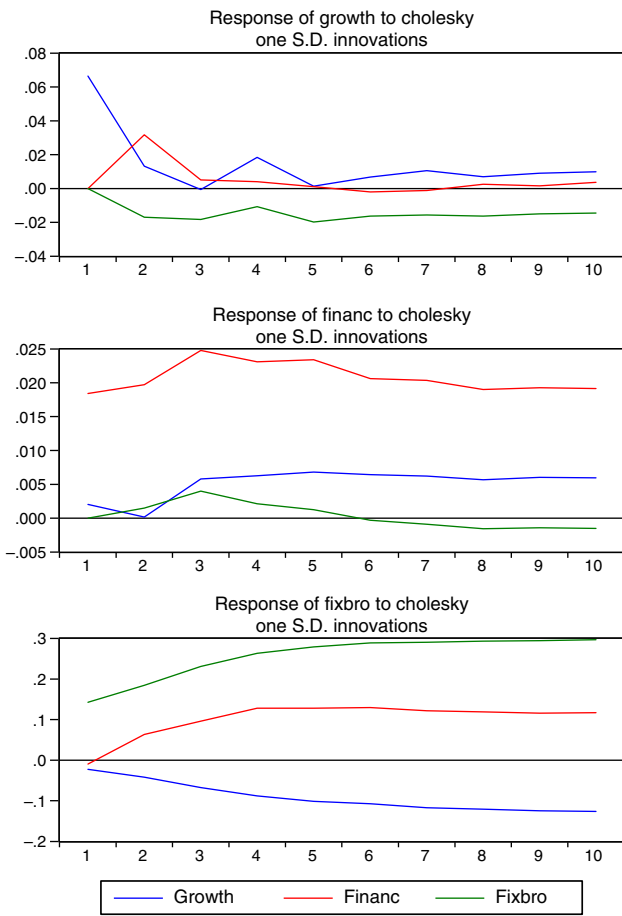 Response of growth to cholesky
one S.D. innovations
.08
.06
.04
.02
.00
−.02
−.04
1 2 3 4 5 6 7 8 9 10
Response of financ to cholesky
one S.D. innovations
.025
.020
.015
.010
.005
.000
−.005
1 2 3 4 5 6 7 8 9 10
Response of fixbro to cholesky
one S.D. innovations
.3
.2
.1
.0
−.1
−.2
1 2 3 4 5 6 7 8 9 10
Growth Financ Fixbro